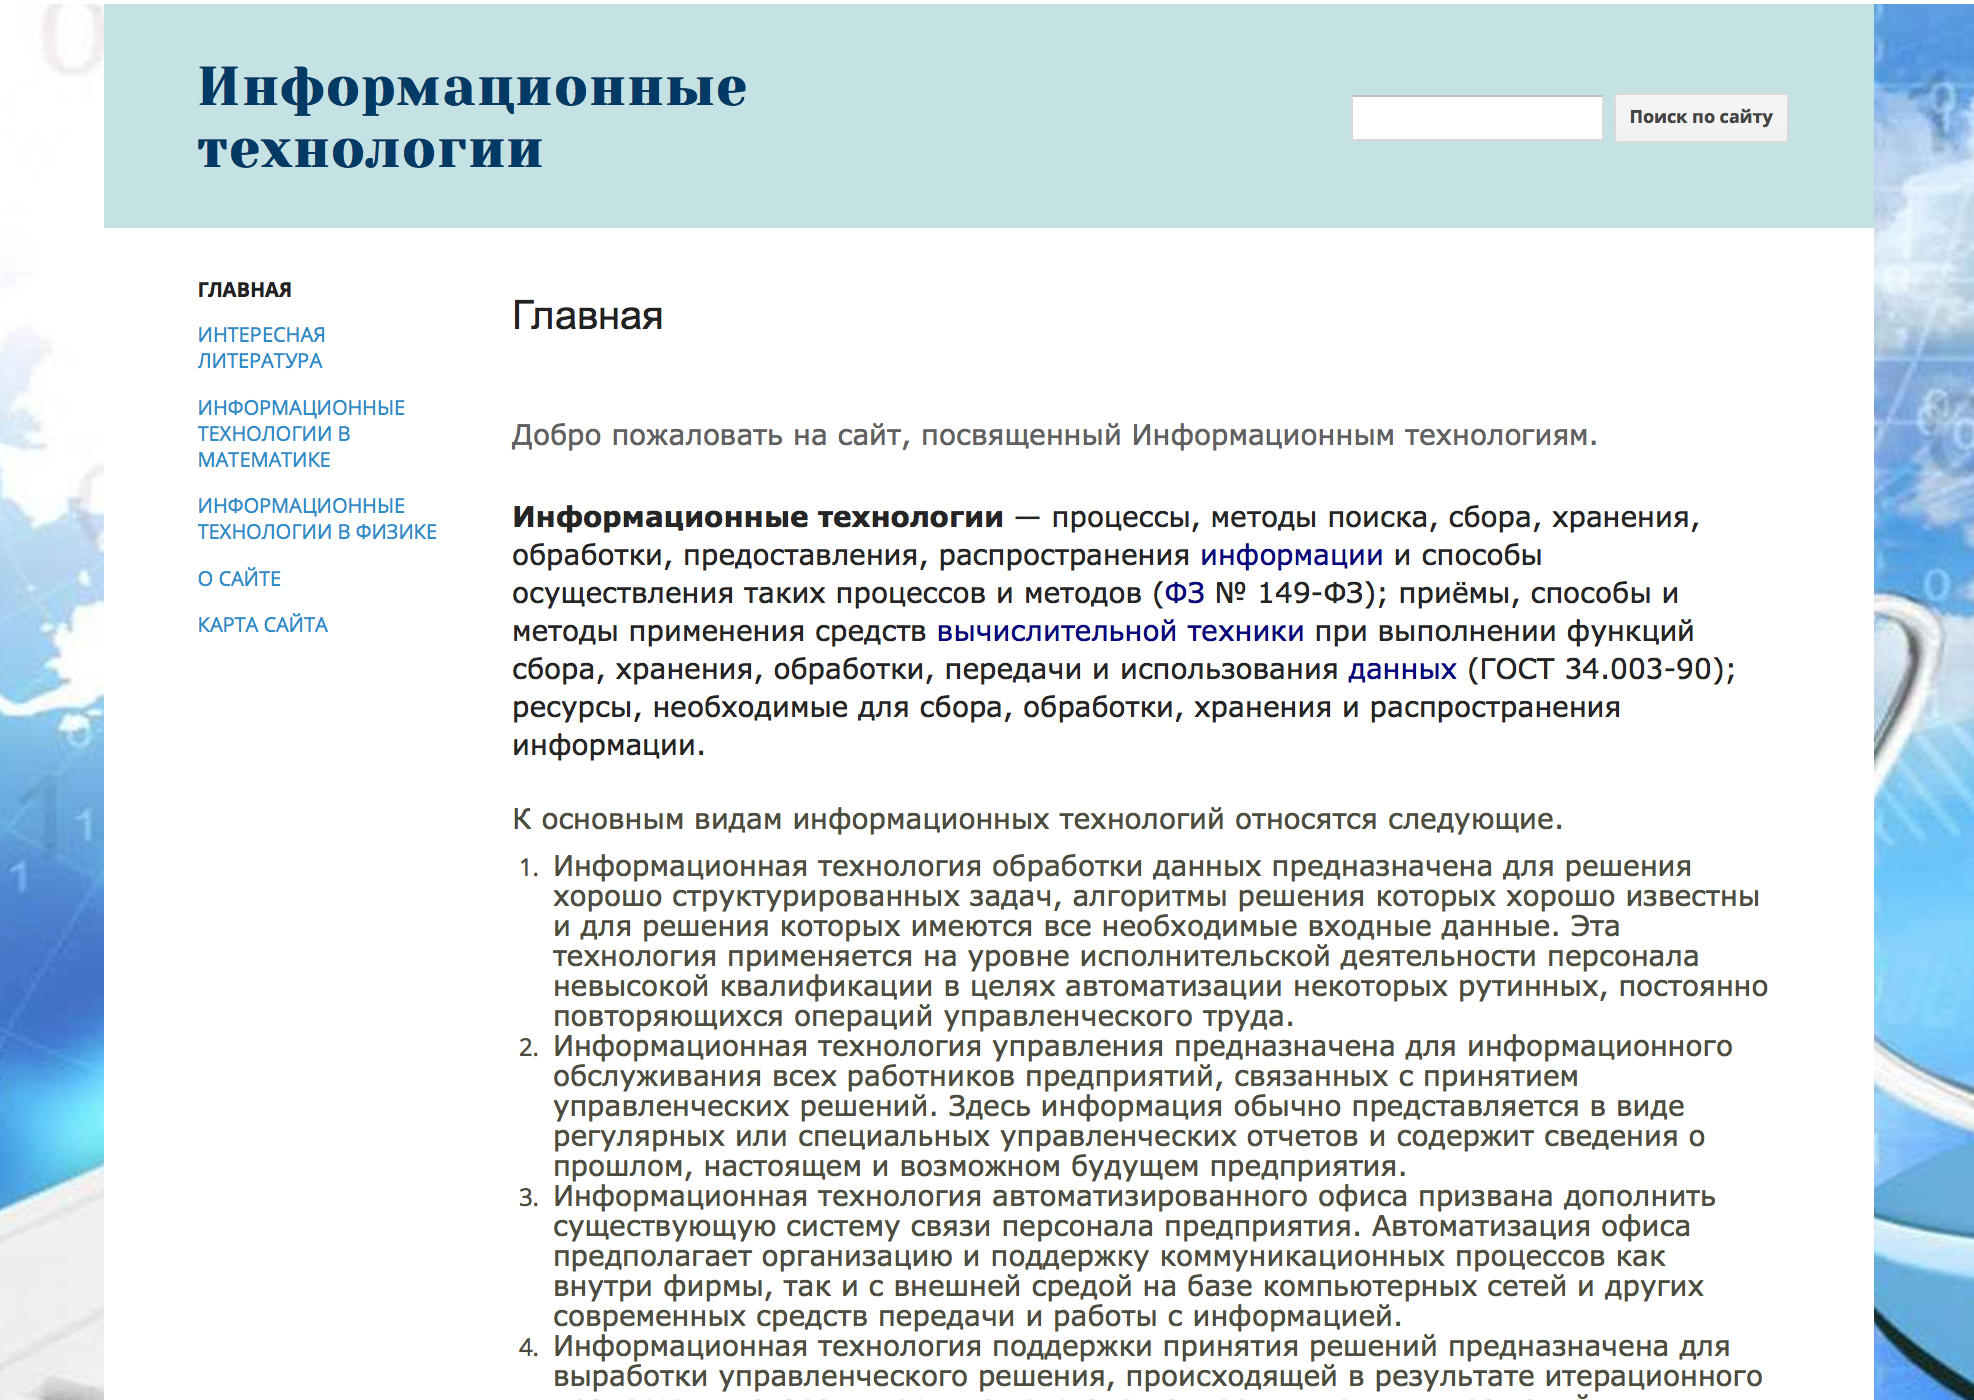 Информационные
технологии
Поиск по сайту
ГЛАВНАЯ
ИНТЕРЕСНАЯ
ЛИТЕРАТУРА
ИНФОРМАЦИОННЫЕ
ТЕХНОЛОГИИ В
МАТЕМАТИКЕ
ИНФОРМАЦИОННЫЕ
ТЕХНОЛОГИИ В ФИЗИКЕ
О САЙТЕ
КАРТА САЙТА
Главная
Добро пожаловать на сайт, посвященный Информационным технологиям.
Информационные технологии — процессы, методы поиска, сбора, хранения,
обработки, предоставления, распространения информации и способы
осуществления таких процессов и методов (ФЗ № 149-ФЗ); приёмы, способы и
методы применения средств вычислительной техники при выполнении функций
сбора, хранения, обработки, передачи и использования данных (ГОСТ 34.003-90);
ресурсы, необходимые для сбора, обработки, хранения и распространения
информации.
К основным видам информационных технологий относятся следующие.
1. Информационная технология обработки данных предназначена для решения
хорошо структурированных задач, алгоритмы решения которых хорошо известны
и для решения которых имеются все необходимые входные данные. Эта
технология применяется на уровне исполнительской деятельности персонала
невысокой квалификации в целях автоматизации некоторых рутинных, постоянно
повторяющихся операций управленческого труда.
2. Информационная технология управления предназначена для информационного
обслуживания всех работников предприятий, связанных с принятием
управленческих решений. Здесь информация обычно представляется в виде
регулярных или специальных управленческих отчетов и содержит сведения о
прошлом, настоящем и возможном будущем предприятия.
3. Информационная технология автоматизированного офиса призвана дополнить
существующую систему связи персонала предприятия. Автоматизация офиса
предполагает организацию и поддержку коммуникационных процессов как
внутри фирмы, так и с внешней средой на базе компьютерных сетей и других
современных средств передачи и работы с информацией.
4. Информационная технология поддержки принятия решений предназначена для
выработки управленческого решения, происходящей в результате итерационного